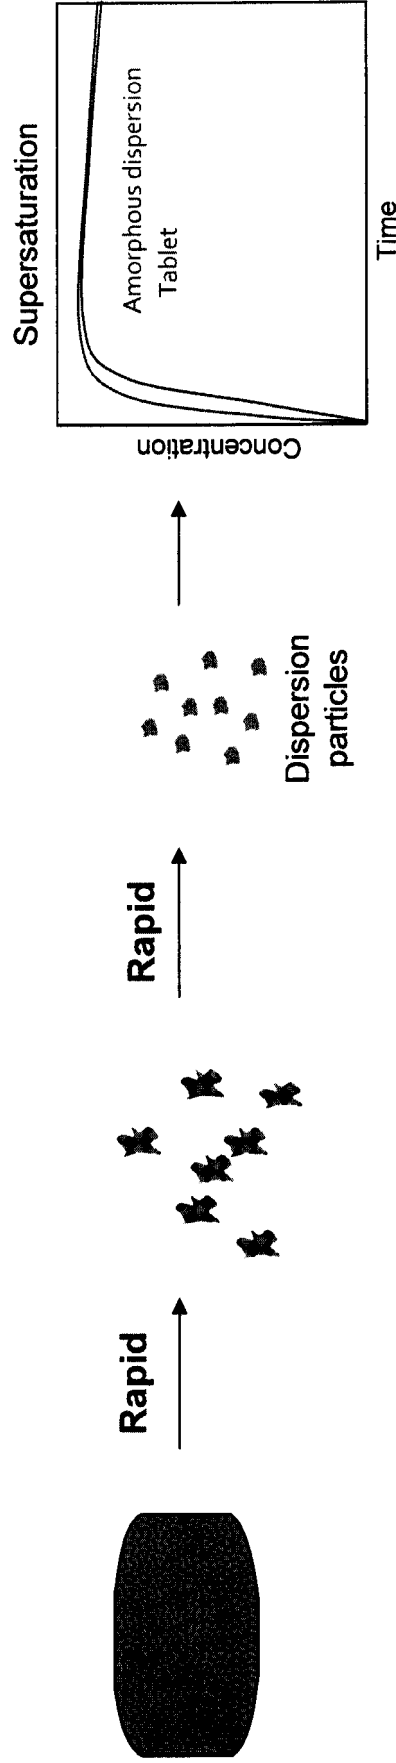 Rapid
Rapid
Dispersion
particles
Supersaturation
Concentration
Amorphous dispersion
Tablet
Time